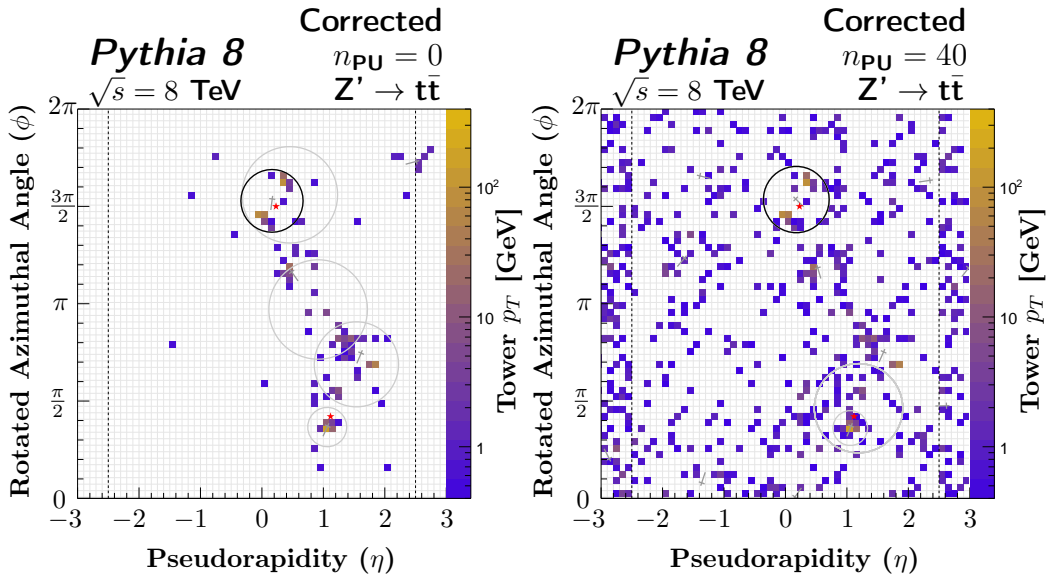 Corrected
Pythia 8
n_PU = 0
√s = 8 TeV
Z' → tt̄
Rotated Azimuthal Angle (ϕ)
2π
3π/2
π
π/2
0
−3 −2 −1 0 1 2 3
Pseudorapidity (η)
10²
10
1
Tower p_T [GeV]
Corrected
Pythia 8
n_PU = 40
√s = 8 TeV
Z' → tt̄
Rotated Azimuthal Angle (ϕ)
2π
3π/2
π
π/2
0
−3 −2 −1 0 1 2 3
Pseudorapidity (η)
10²
10
1
Tower p_T [GeV]